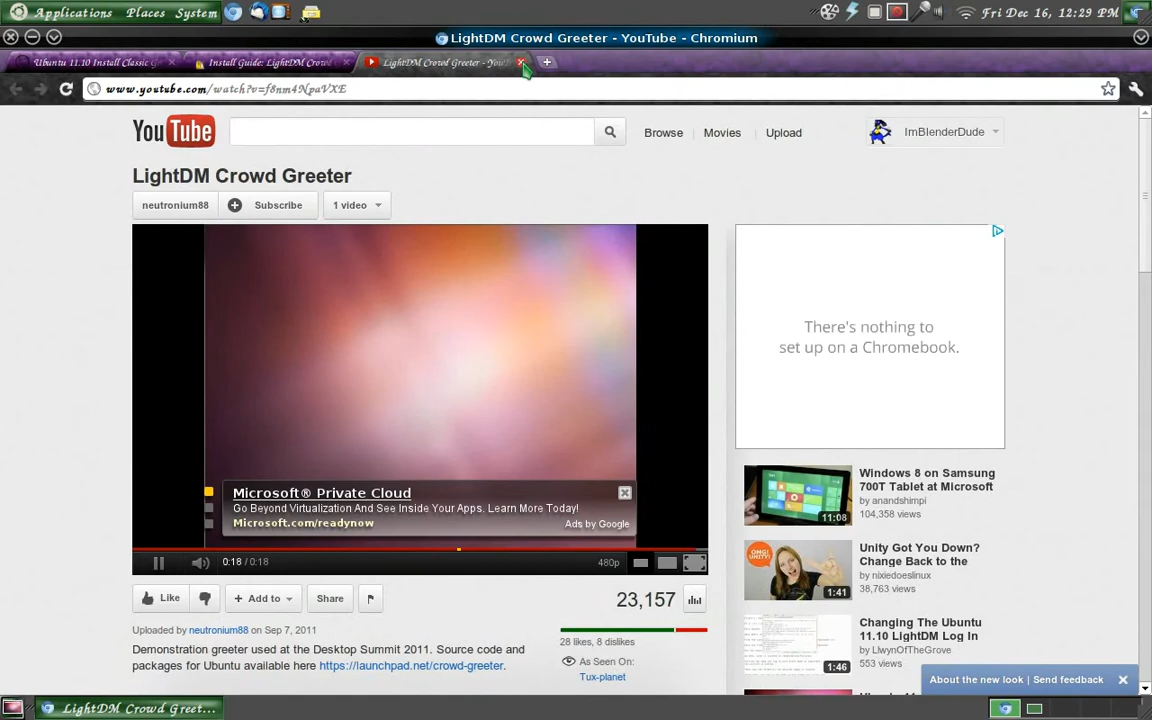 Applications Places System
Fri Dec 16, 12:29 PM
LightDM Crowd Greeter - YouTube - Chromium
Ubuntu 11.10 Install Classic G
Install Guide: LightDM Crowd
LightDM Crowd Greeter - You
www.youtube.com/watch?v=f8nm4NpaVXE
YouTube
Browse
Movies
Upload
ImBlenderDude
LightDM Crowd Greeter
neutronium88
Subscribe
1 video
There's nothing to
set up on a Chromebook.
Microsoft® Private Cloud
Go Beyond Virtualization And See Inside Your Apps. Learn More Today!
Microsoft.com/readynow
Ads by Google
0:18 / 0:18
480p
Like
Add to
Share
23,157
Uploaded by neutronium88 on Sep 7, 2011
28 likes, 8 dislikes
Demonstration greeter used at the Desktop Summit 2011. Source code and
packages for Ubuntu available here https://launchpad.net/crowd-greeter.
As Seen On:
Tux-planet
Windows 8 on Samsung
700T Tablet at Microsoft
by anandshimpi
104,358 views
11:08
OMG!
UNITY!
Unity Got You Down?
Change Back to the
by nixiedoeslinux
38,763 views
1:41
Changing The Ubuntu
11.10 LightDM Log In
by LlwynOfTheGrove
553 views
1:46
About the new look | Send feedback
LightDM Crowd Greet...